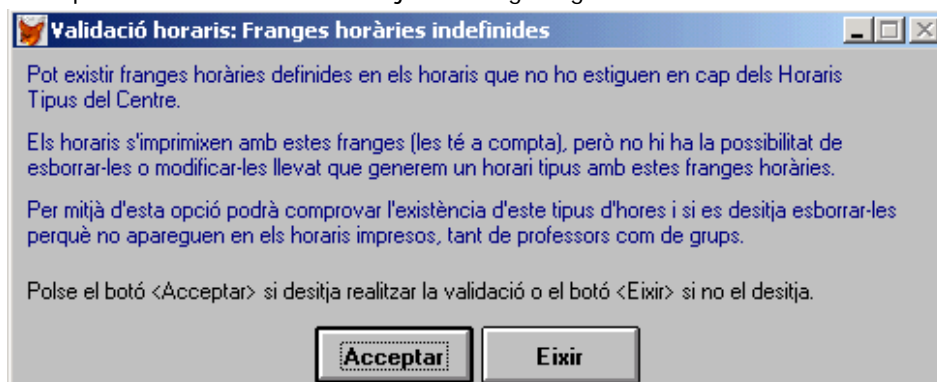 Validació horaris: Franges horàries indefinides
Pot existir franges horàries definides en els horaris que no ho estiguen en cap dels Horaris
Tipus del Centre.
Els horaris s'imprimixen amb estes franges (les té a compta), però no hi ha la possibilitat de
esborrar-les o modificar-les llevat que generem un horari tipus amb estes franges horàries.
Per mitjà d'esta opció podrà comprovar l'existència d'este tipus d'hores i si es desitja esborrar-les
perquè no apareguen en els horaris impresos, tant de professors com de grups.
Polse el botó <Acceptar> si desitja realitzar la validació o el botó <Eixir> si no el desitja.
Acceptar Eixir